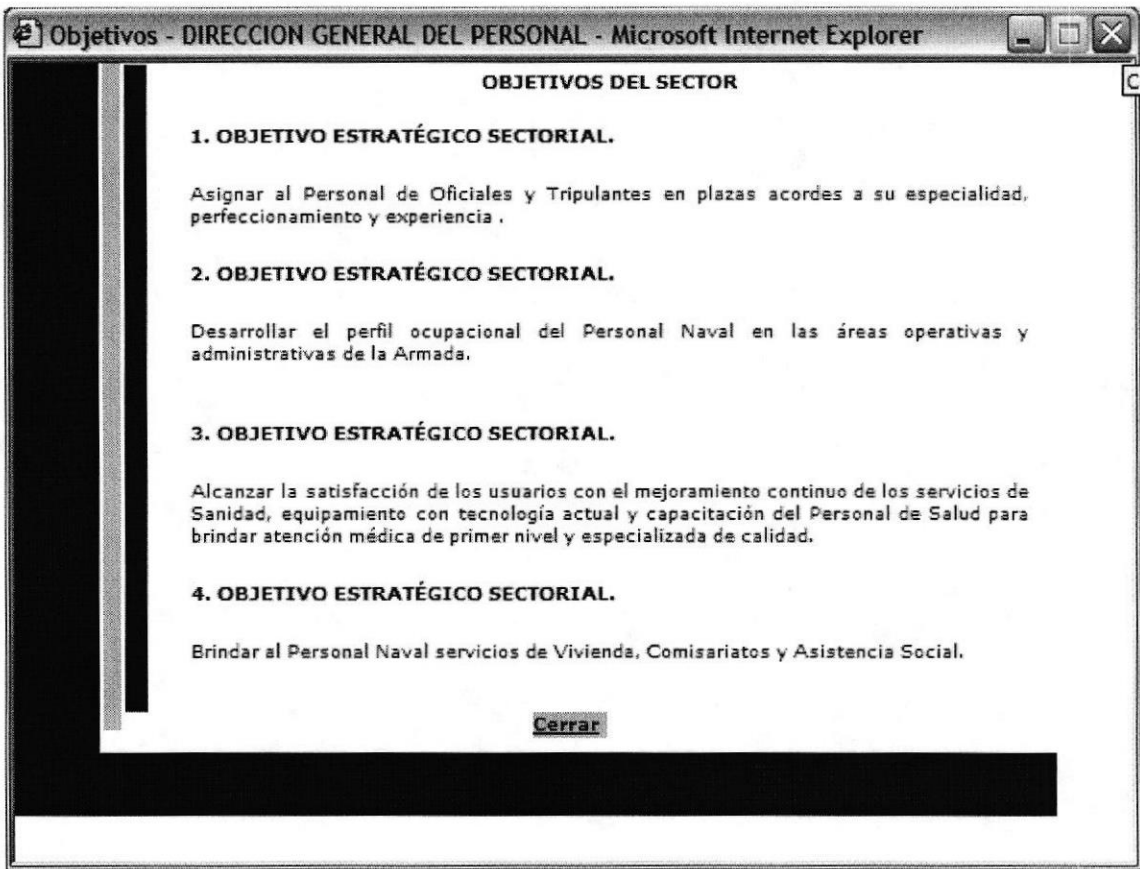 Objetivos - DIRECCION GENERAL DEL PERSONAL - Microsoft Internet Explorer
OBJETIVOS DEL SECTOR
1. OBJETIVO ESTRATÉGICO SECTORIAL.
Asignar al Personal de Oficiales y Tripulantes en plazas acordes a su especialidad,
perfeccionamiento y experiencia .
2. OBJETIVO ESTRATÉGICO SECTORIAL.
Desarrollar el perfil ocupacional del Personal Naval en las áreas operativas y
administrativas de la Armada.
3. OBJETIVO ESTRATÉGICO SECTORIAL.
Alcanzar la satisfacción de los usuarios con el mejoramiento continuo de los servicios de
Sanidad, equipamiento con tecnología actual y capacitación del Personal de Salud para
brindar atención médica de primer nivel y especializada de calidad.
4. OBJETIVO ESTRATÉGICO SECTORIAL.
Brindar al Personal Naval servicios de Vivienda, Comisariatos y Asistencia Social.
Cerrar